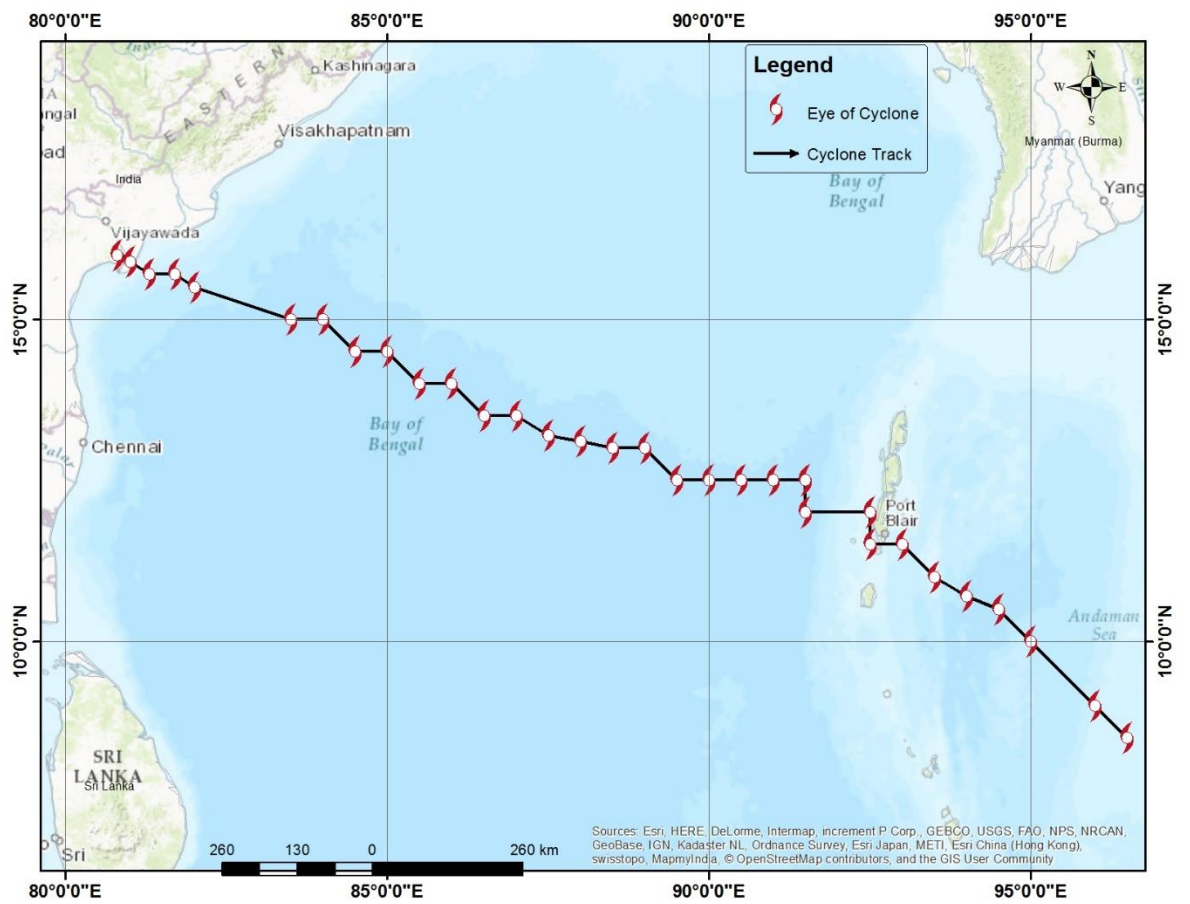 80°0'0"E 85°0'0"E 90°0'0"E 95°0'0"E
Kashinagara
EASTERN
Visakhapatnam
India
Vijayawada
Legend
Eye of Cyclone
Cyclone Track
N
W E
S
Myanmar (Burma)
Yang
Bay of
Bengal
15°0'0"N 15°0'0"N
Bay of
Bengal
Chennai
Palar
Port
Blair
Andaman
Sea
10°0'0"N 10°0'0"N
SRI
LANKA
Sri Lanka
Sri
260 130 0 260 km
Sources: Esri, HERE, DeLorme, Intermap, increment P Corp., GEBCO, USGS, FAO, NPS, NRCAN,
GeoBase, IGN, Kadaster NL, Ordnance Survey, Esri Japan, METI, Esri China (Hong Kong),
swisstopo, MapmyIndia, © OpenStreetMap contributors, and the GIS User Community
80°0'0"E 85°0'0"E 90°0'0"E 95°0'0"E